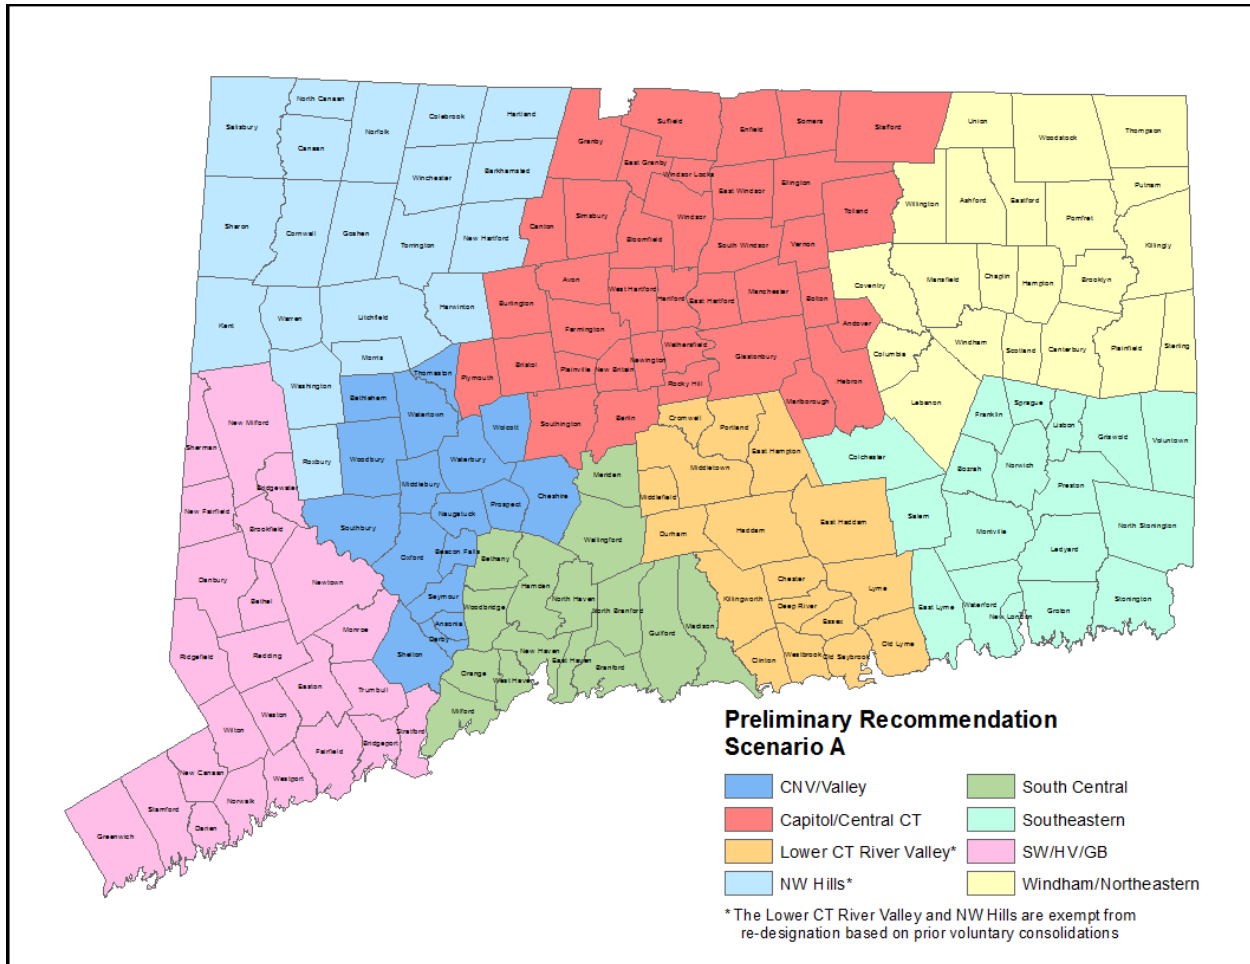 North Canaan
Salisbury
Canaan
Norfolk
Colebrook
Hartland
Granby
Suffield
Enfield
Somers
Stafford
Union
Woodstock
Thompson
East Granby
Windsor Locks
Winchester
Barkhamsted
East Windsor
Ellington
Tolland
Willington
Ashford
Eastford
Pomfret
Putnam
Killingly
Sharon
Cornwall
Goshen
Torrington
New Hartford
Canton
Simsbury
Bloomfield
Windsor
South Windsor
Vernon
Avon
West Hartford
Hartford
East Hartford
Manchester
Bolton
Coventry
Mansfield
Chaplin
Hampton
Brooklyn
Kent
Warren
Litchfield
Harwinton
Burlington
Farmington
Andover
Columbia
Windham
Scotland
Canterbury
Plainfield
Sterling
Morris
Washington
Thomaston
Plymouth
Bristol
Plainville
New Britain
Newington
Wethersfield
Rocky Hill
Glastonbury
Hebron
Marlborough
Lebanon
Bethlehem
Watertown
Wolcott
Southington
Berlin
Cromwell
Portland
East Hampton
Colchester
Franklin
Sprague
Lisbon
Griswold
Voluntown
Sherman
New Milford
Roxbury
Woodbury
Waterbury
Middlebury
Cheshire
Meriden
Middletown
Middlefield
Bozrah
Norwich
Preston
Bridgewater
New Fairfield
Brookfield
Southbury
Naugatuck
Prospect
Wallingford
Durham
Haddam
East Haddam
Salem
Montville
Ledyard
North Stonington
Danbury
Bethel
Newtown
Oxford
Beacon Falls
Bethany
Hamden
North Haven
North Branford
Killingworth
Chester
Deep River
Essex
Lyme
East Lyme
Waterford
New London
Groton
Stonington
Seymour
Ansonia
Derby
Woodbridge
Guilford
Madison
Monroe
Shelton
Ridgefield
Redding
Easton
Trumbull
Orange
West Haven
New Haven
East Haven
Branford
Clinton
Westbrook
Old Saybrook
Old Lyme
Milford
Wilton
Weston
Fairfield
Bridgeport
Stratford
New Canaan
Westport
Norwalk
Darien
Stamford
Greenwich
Preliminary Recommendation
Scenario A
CNV/Valley
South Central
Capitol/Central CT
Southeastern
Lower CT River Valley*
SW/HV/GB
NW Hills*
Windham/Northeastern
* The Lower CT River Valley and NW Hills are exempt from
re-designation based on prior voluntary consolidations